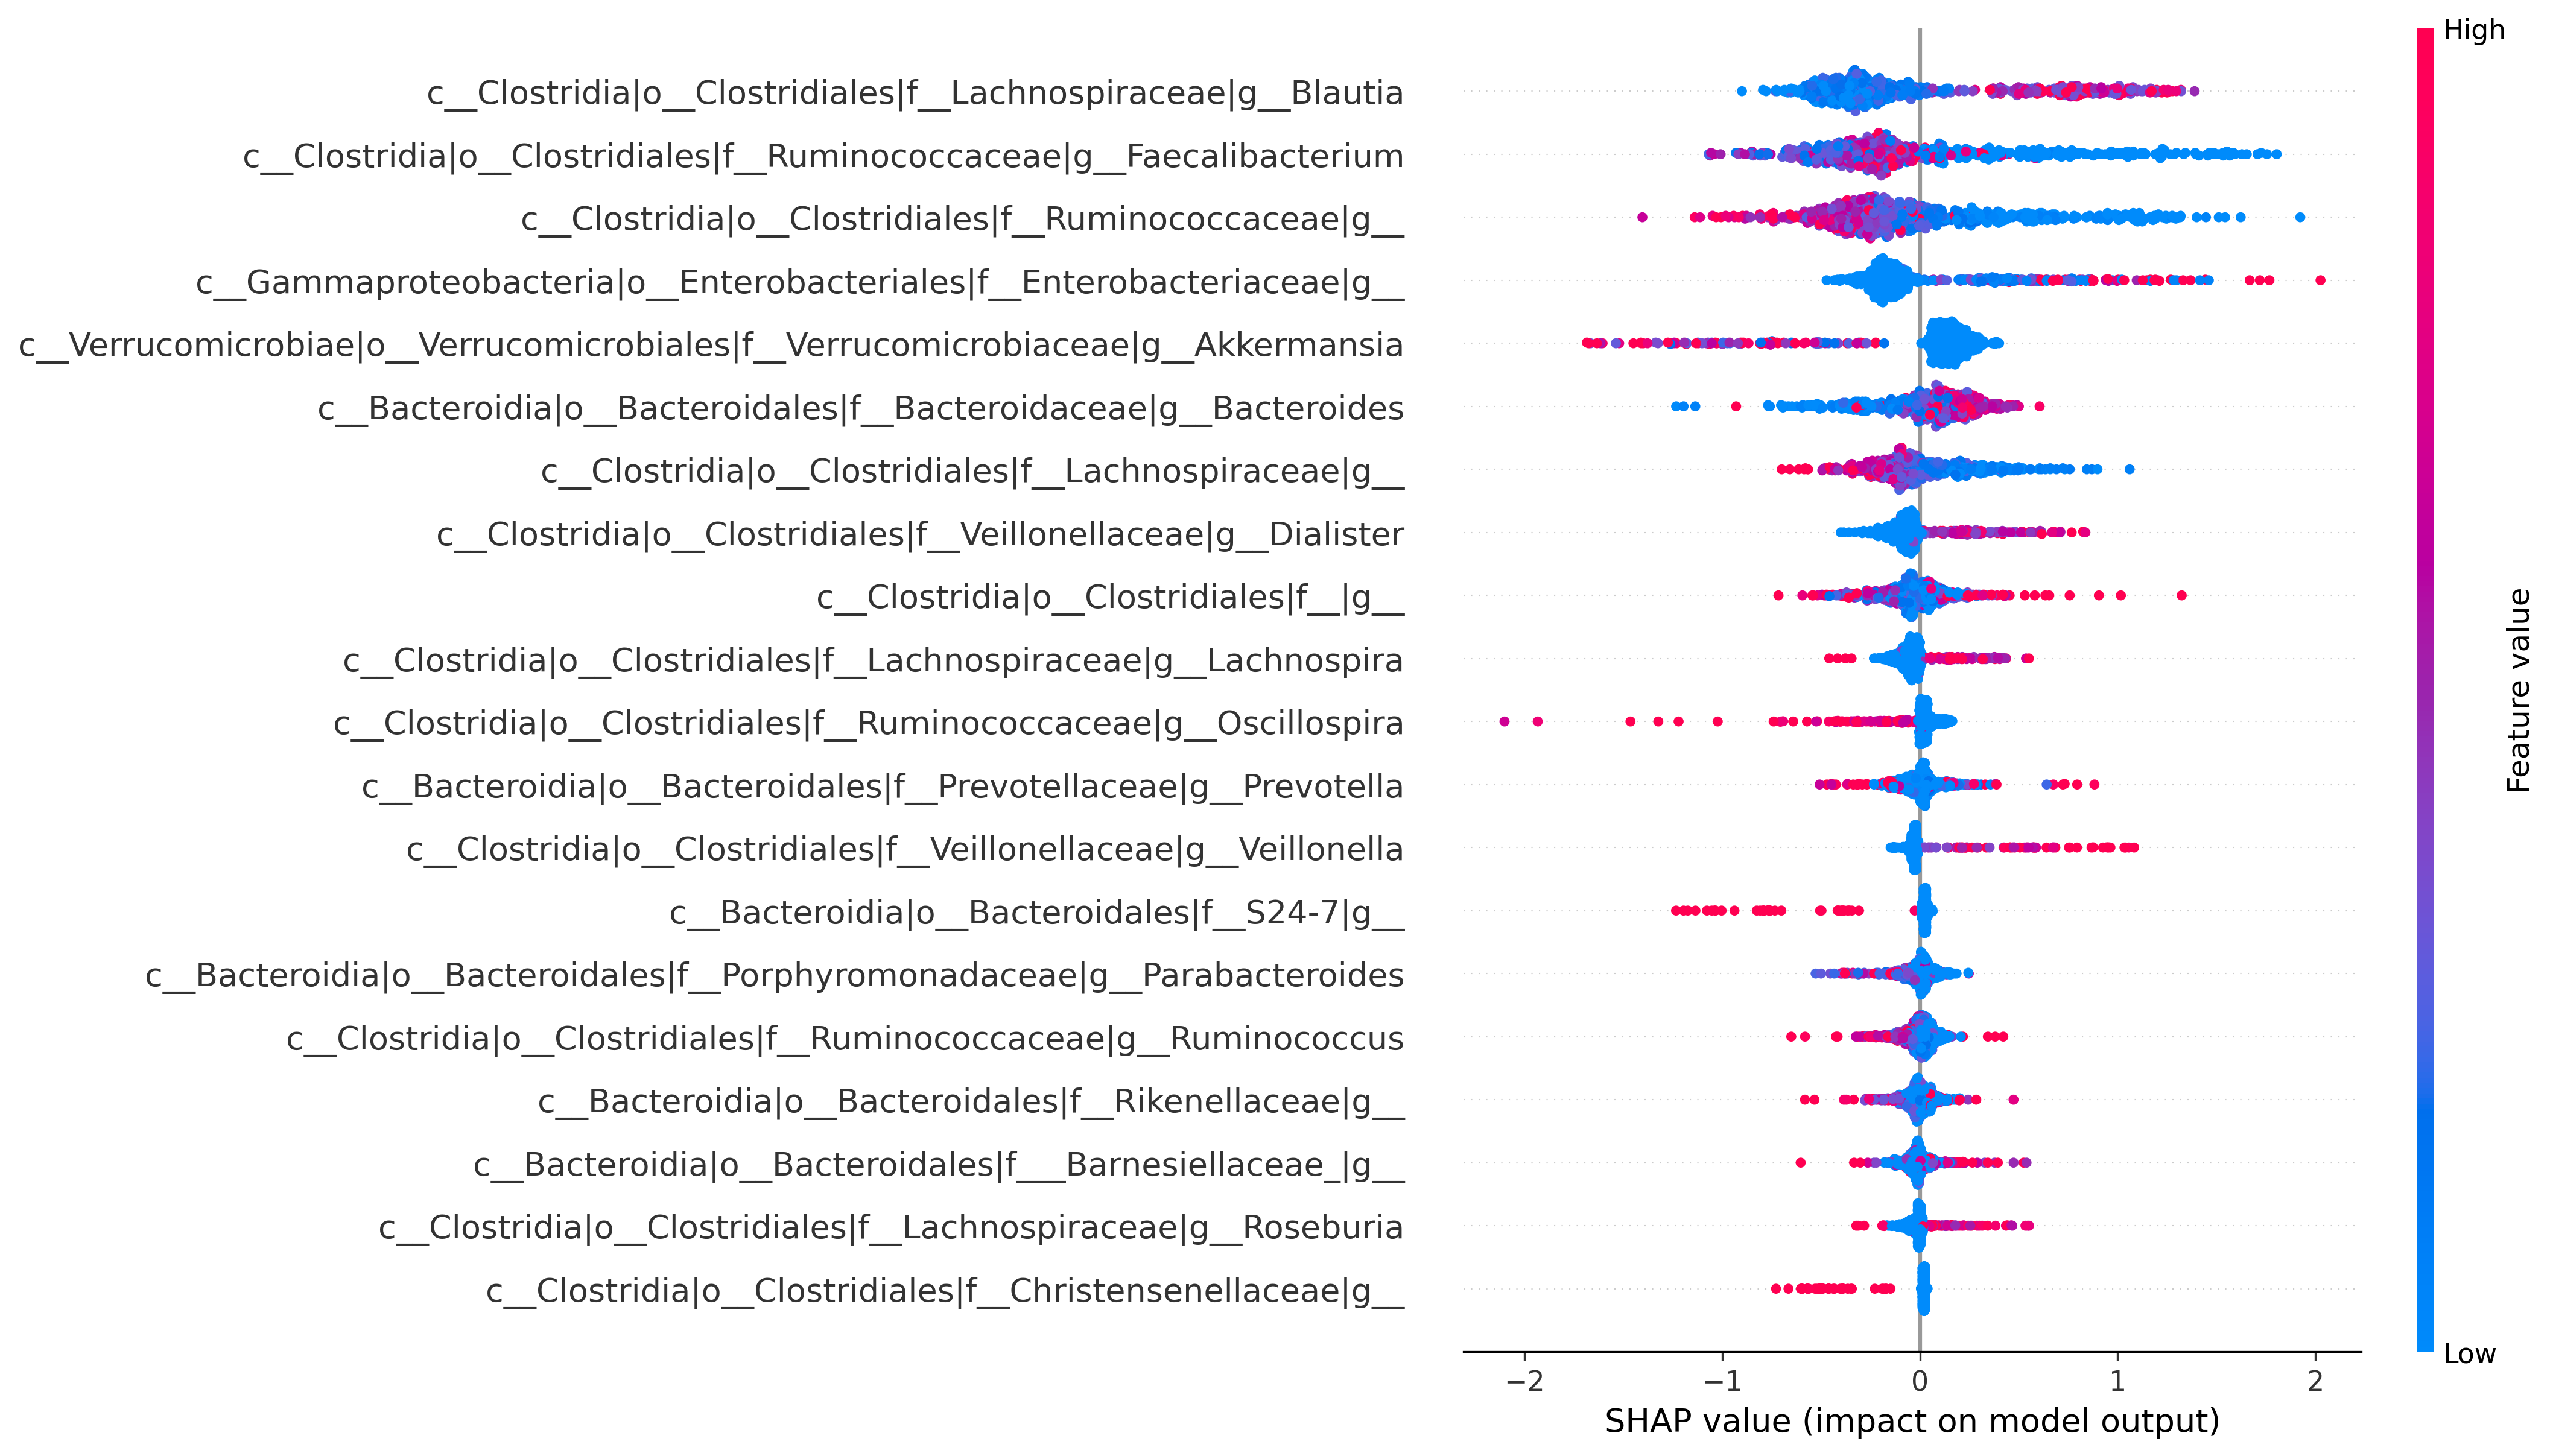 High
c__Clostridia|o__Clostridiales|f__Lachnospiraceae|g__Blautia
c__Clostridia|o__Clostridiales|f__Ruminococcaceae|g__Faecalibacterium
c__Clostridia|o__Clostridiales|f__Ruminococcaceae|g__
c__Gammaproteobacteria|o__Enterobacteriales|f__Enterobacteriaceae|g__
c__Verrucomicrobiae|o__Verrucomicrobiales|f__Verrucomicrobiaceae|g__Akkermansia
c__Bacteroidia|o__Bacteroidales|f__Bacteroidaceae|g__Bacteroides
c__Clostridia|o__Clostridiales|f__Lachnospiraceae|g__
c__Clostridia|o__Clostridiales|f__Veillonellaceae|g__Dialister
c__Clostridia|o__Clostridiales|f__|g__
c__Clostridia|o__Clostridiales|f__Lachnospiraceae|g__Lachnospira
c__Clostridia|o__Clostridiales|f__Ruminococcaceae|g__Oscillospira
c__Bacteroidia|o__Bacteroidales|f__Prevotellaceae|g__Prevotella
c__Clostridia|o__Clostridiales|f__Veillonellaceae|g__Veillonella
c__Bacteroidia|o__Bacteroidales|f__S24-7|g__
c__Bacteroidia|o__Bacteroidales|f__Porphyromonadaceae|g__Parabacteroides
c__Clostridia|o__Clostridiales|f__Ruminococcaceae|g__Ruminococcus
c__Bacteroidia|o__Bacteroidales|f__Rikenellaceae|g__
c__Bacteroidia|o__Bacteroidales|f___Barnesiellaceae_|g__
c__Clostridia|o__Clostridiales|f__Lachnospiraceae|g__Roseburia
c__Clostridia|o__Clostridiales|f__Christensenellaceae|g__
Feature value
Low
−2 −1 0 1 2
SHAP value (impact on model output)